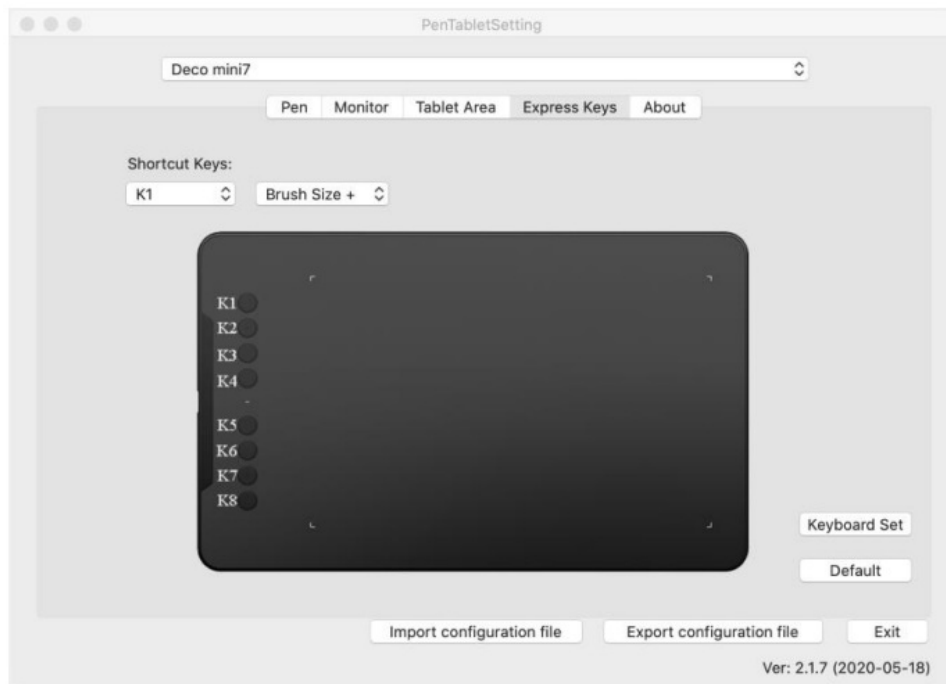 PenTabletSetting
Deco mini7
Pen Monitor Tablet Area Express Keys About
Shortcut Keys:
K1 Brush Size +
K1
K2
K3
K4
K5
K6
K7
K8
Keyboard Set
Default
Import configuration file Export configuration file Exit
Ver: 2.1.7 (2020-05-18)